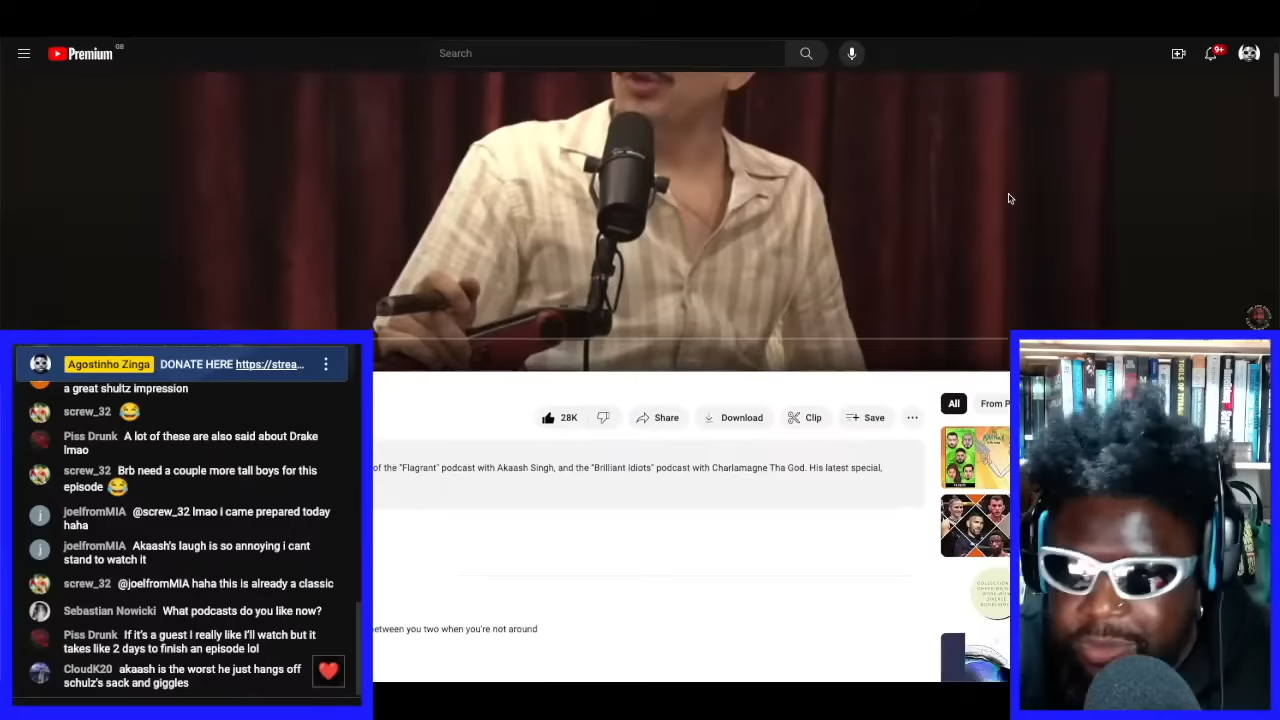 Premium GB
Search
9+
Agostinho Zinga DONATE HERE https://strea...
a great shultz impression
screw_32 😂
Piss Drunk A lot of these are also said about Drake
lmao
screw_32 Brb need a couple more tall boys for this
episode 😂
joelfromMIA @screw_32 lmao i came prepared today
haha
joelfromMIA Akaash's laugh is so annoying i cant
stand to watch it
screw_32 @joelfromMIA haha this is already a classic
Sebastian Nowicki What podcasts do you like now?
Piss Drunk If it's a guest I really like I'll watch but it
takes like 2 days to finish an episode lol
CloudK20 akaash is the worst he just hangs off
schulz's sack and giggles
28K Share Download Clip Save
of the "Flagrant" podcast with Akaash Singh, and the "Brilliant Idiots" podcast with Charlamagne Tha God. His latest special,
etween you two when you're not around
All From P
TOOLS OF TITAN